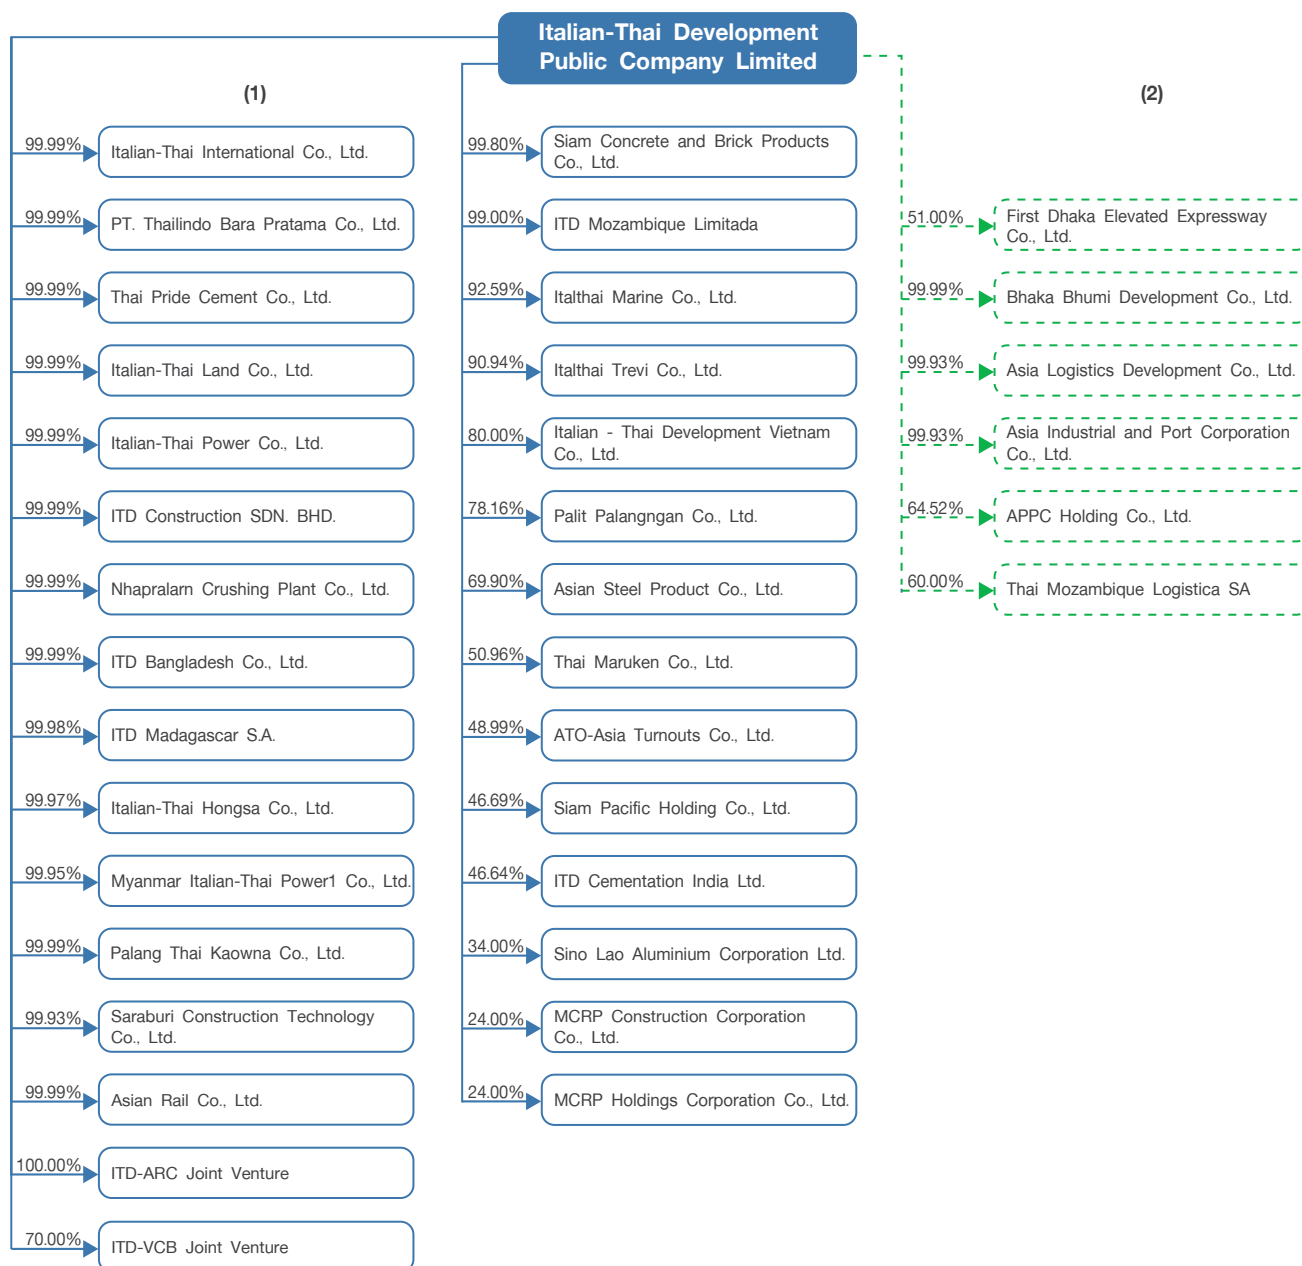 Italian-Thai Development
Public Company Limited
(1)
99.99%
Italian-Thai International Co., Ltd.
99.99%
PT. Thailindo Bara Pratama Co., Ltd.
99.99%
Thai Pride Cement Co., Ltd.
99.99%
Italian-Thai Land Co., Ltd.
99.99%
Italian-Thai Power Co., Ltd.
99.99%
ITD Construction SDN. BHD.
99.99%
Nhapralarn Crushing Plant Co., Ltd.
99.99%
ITD Bangladesh Co., Ltd.
99.98%
ITD Madagascar S.A.
99.97%
Italian-Thai Hongsa Co., Ltd.
99.95%
Myanmar Italian-Thai Power1 Co., Ltd.
99.99%
Palang Thai Kaowna Co., Ltd.
99.93%
Saraburi Construction Technology
Co., Ltd.
99.99%
Asian Rail Co., Ltd.
100.00%
ITD-ARC Joint Venture
70.00%
ITD-VCB Joint Venture
99.80%
Siam Concrete and Brick Products
Co., Ltd.
99.00%
ITD Mozambique Limitada
92.59%
Italthai Marine Co., Ltd.
90.94%
Italthai Trevi Co., Ltd.
80.00%
Italian - Thai Development Vietnam
Co., Ltd.
78.16%
Palit Palangngan Co., Ltd.
69.90%
Asian Steel Product Co., Ltd.
50.96%
Thai Maruken Co., Ltd.
48.99%
ATO-Asia Turnouts Co., Ltd.
46.69%
Siam Pacific Holding Co., Ltd.
46.64%
ITD Cementation India Ltd.
34.00%
Sino Lao Aluminium Corporation Ltd.
24.00%
MCRP Construction Corporation
Co., Ltd.
24.00%
MCRP Holdings Corporation Co., Ltd.
(2)
51.00%
First Dhaka Elevated Expressway
Co., Ltd.
99.99%
Bhaka Bhumi Development Co., Ltd.
99.93%
Asia Logistics Development Co., Ltd.
99.93%
Asia Industrial and Port Corporation
Co., Ltd.
64.52%
APPC Holding Co., Ltd.
60.00%
Thai Mozambique Logistica SA